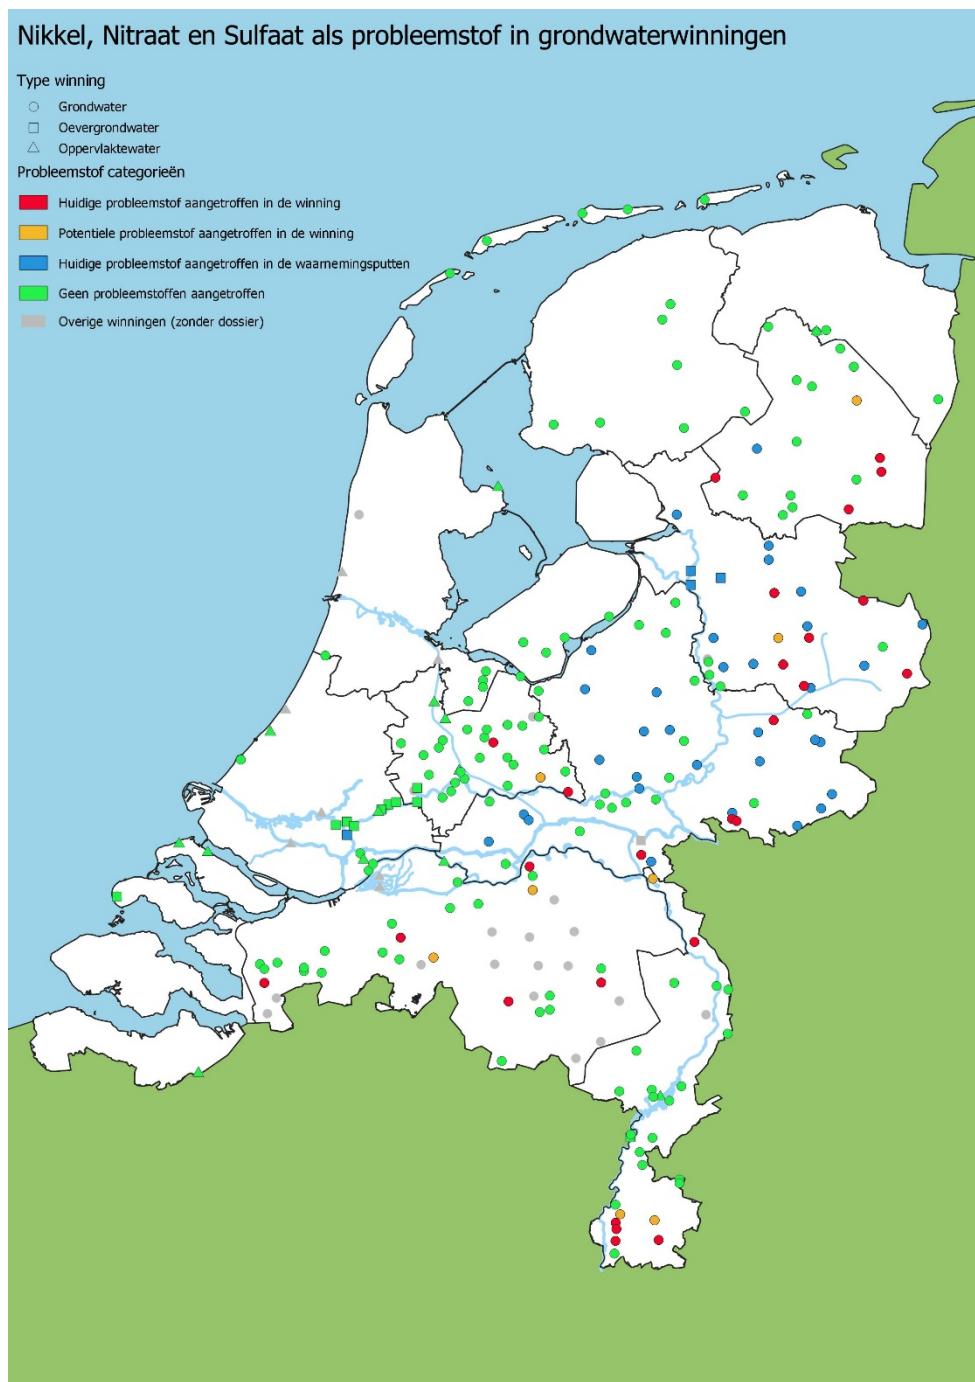 Nikkel, Nitraat en Sulfaat als probleemstof in grondwaterwinningen
Type winning
Grondwater
Oevergrondwater
Oppervlaktewater
Probleemstof categorieën
Huidige probleemstof aangetroffen in de winning
Potentiele probleemstof aangetroffen in de winning
Huidige probleemstof aangetroffen in de waarnemingsputten
Geen probleemstoffen aangetroffen
Overige winningen (zonder dossier)